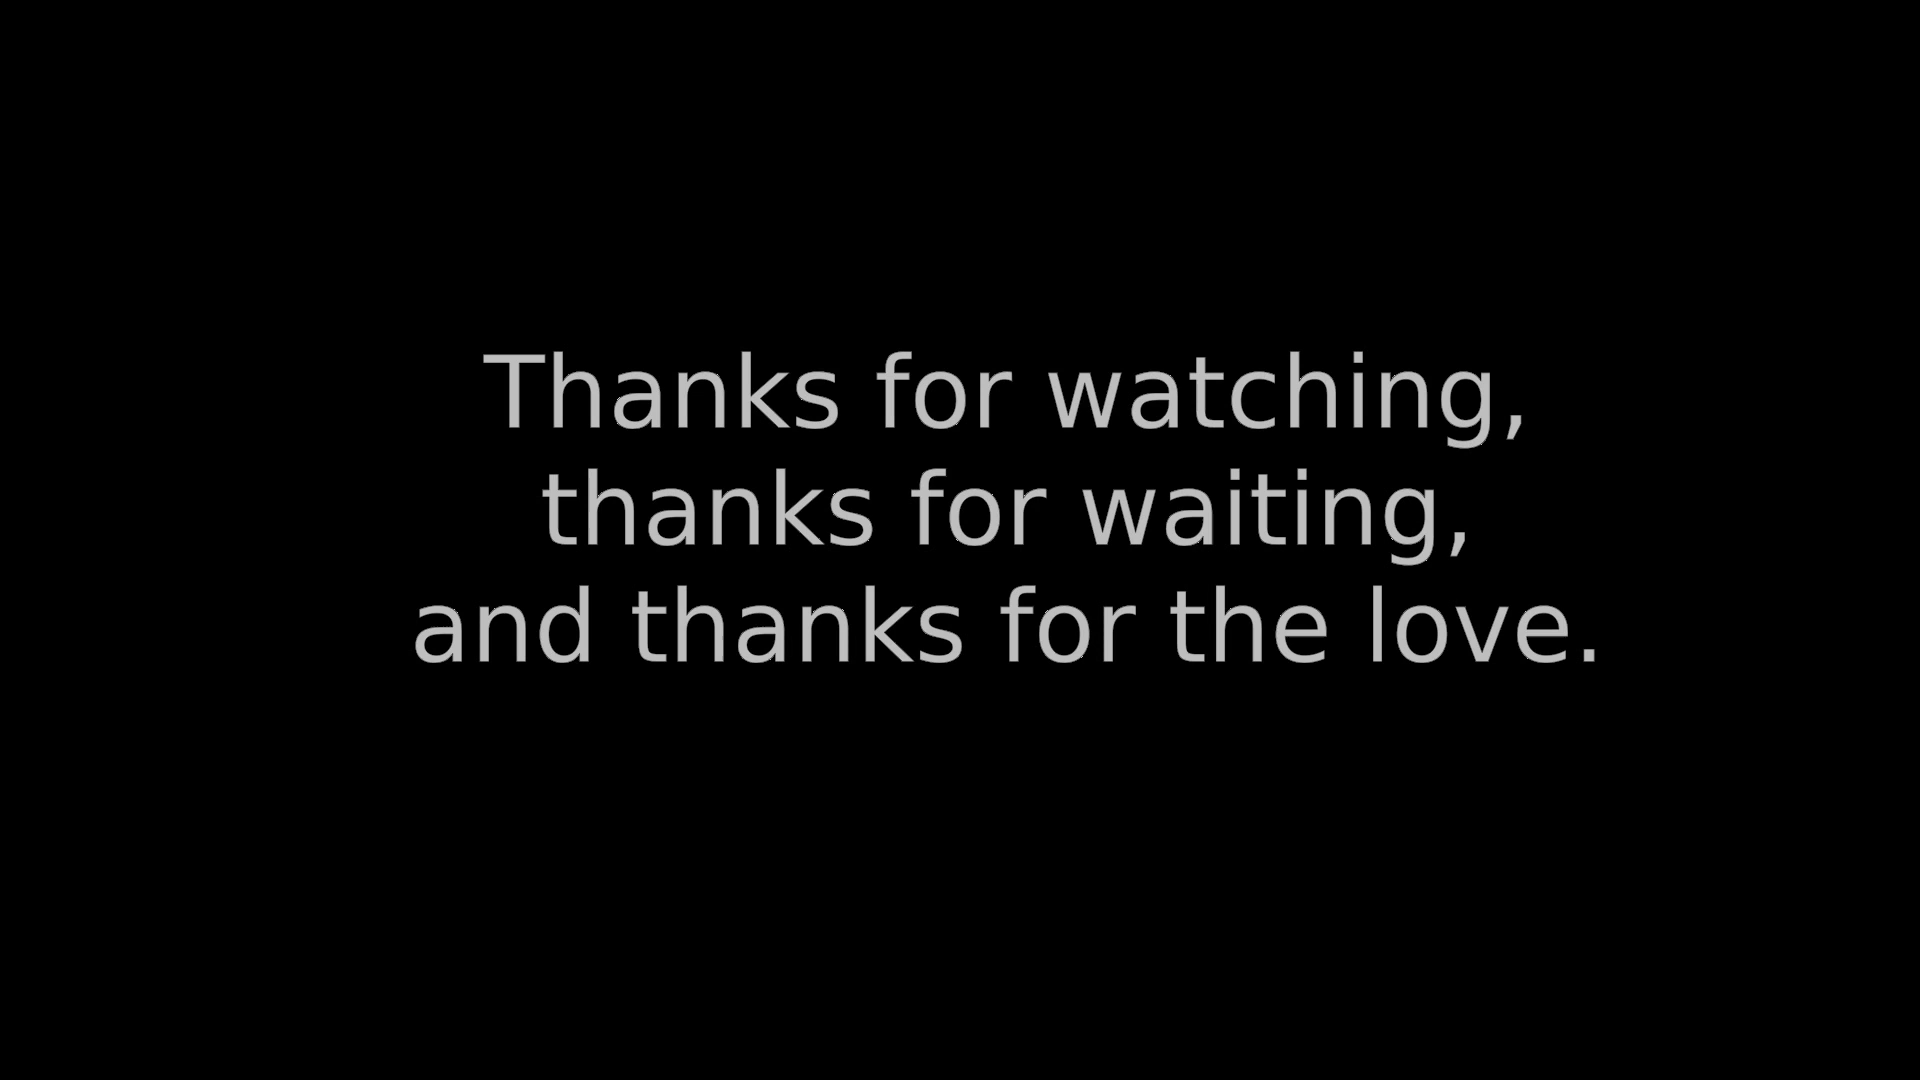 Thanks for watching,
thanks for waiting,
and thanks for the love.